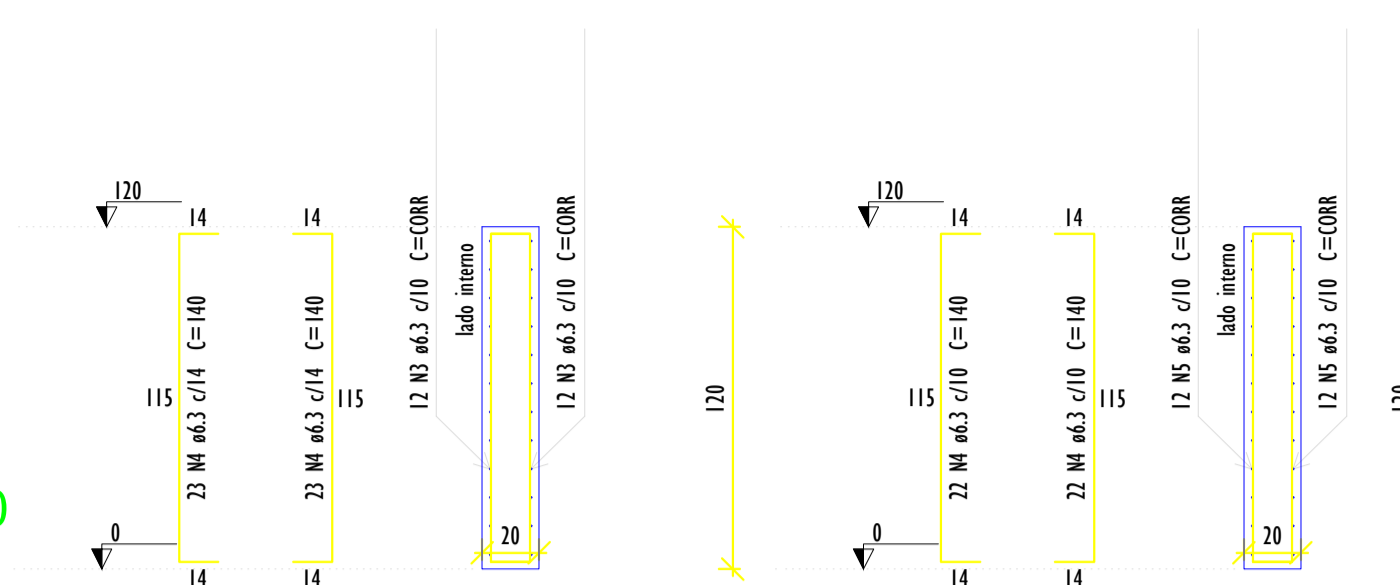 120
14
14
23 N4 ø6.3 c/14 C=140
115
23 N4 ø6.3 c/14 C=140
115
12 N3 ø6.3 c/10 C=CORR
lado interno
12 N3 ø6.3 c/10 C=CORR
0
20
14
14
120
120
14
14
22 N4 ø6.3 c/10 C=140
115
22 N4 ø6.3 c/10 C=140
115
12 N5 ø6.3 c/10 C=CORR
lado interno
12 N5 ø6.3 c/10 C=CORR
0
20
14
14